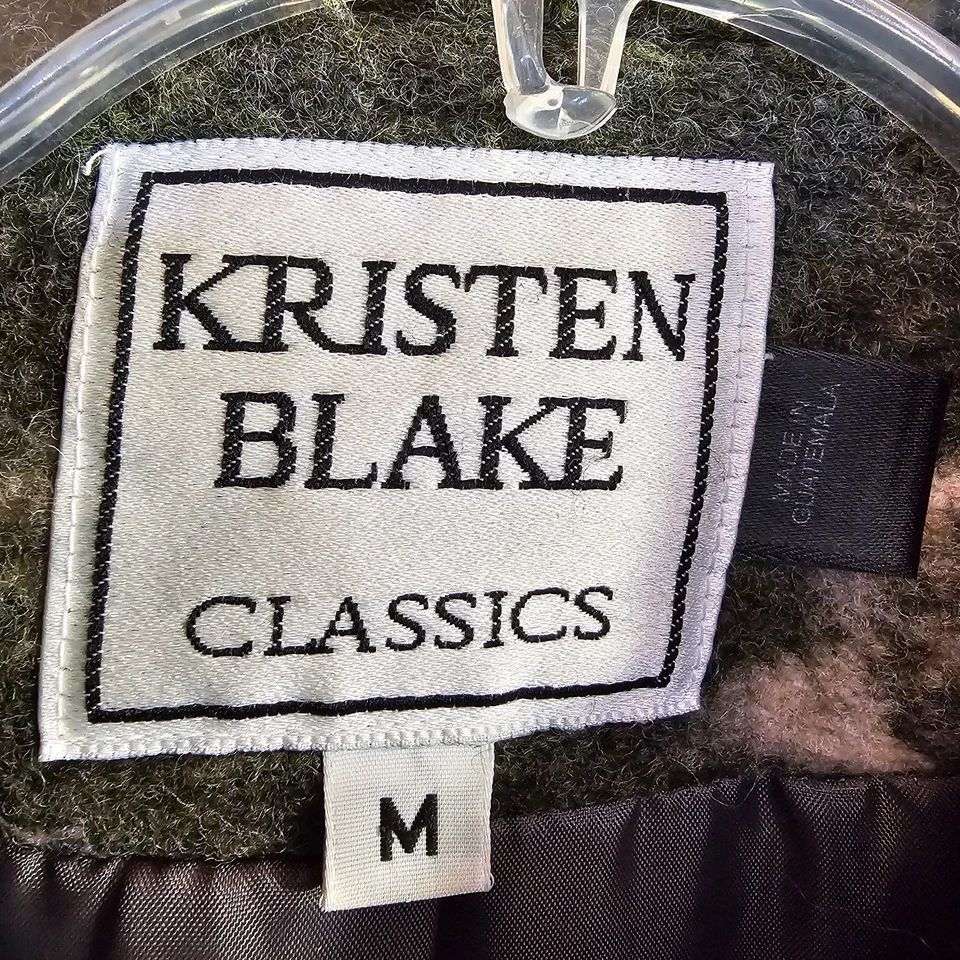 KRISTEN
BLAKE
CLASSICS
M
MADE IN
GUATEMALA